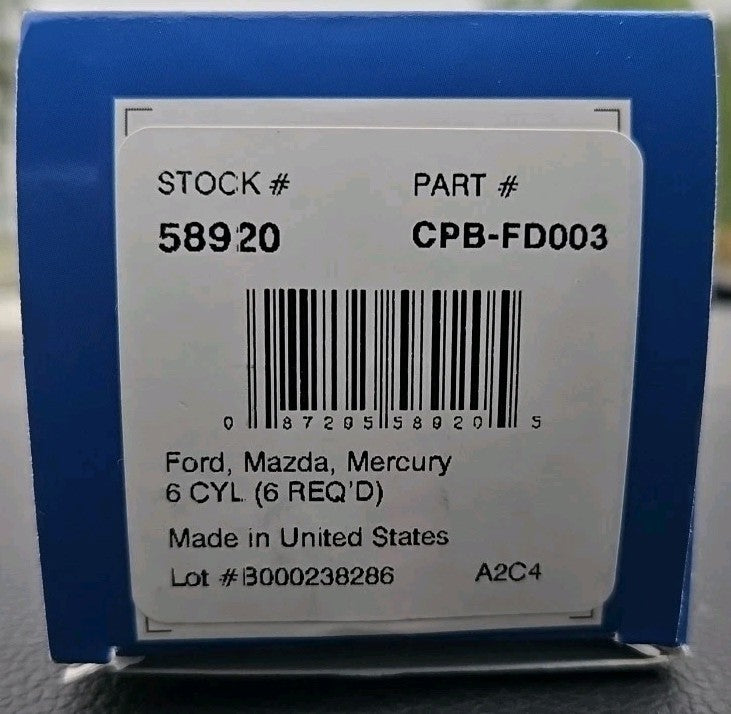 STOCK # PART #
58920 CPB-FD003
0 87295 58920 5
Ford, Mazda, Mercury
6 CYL (6 REQ'D)
Made in United States
Lot #B000238286 A2C4